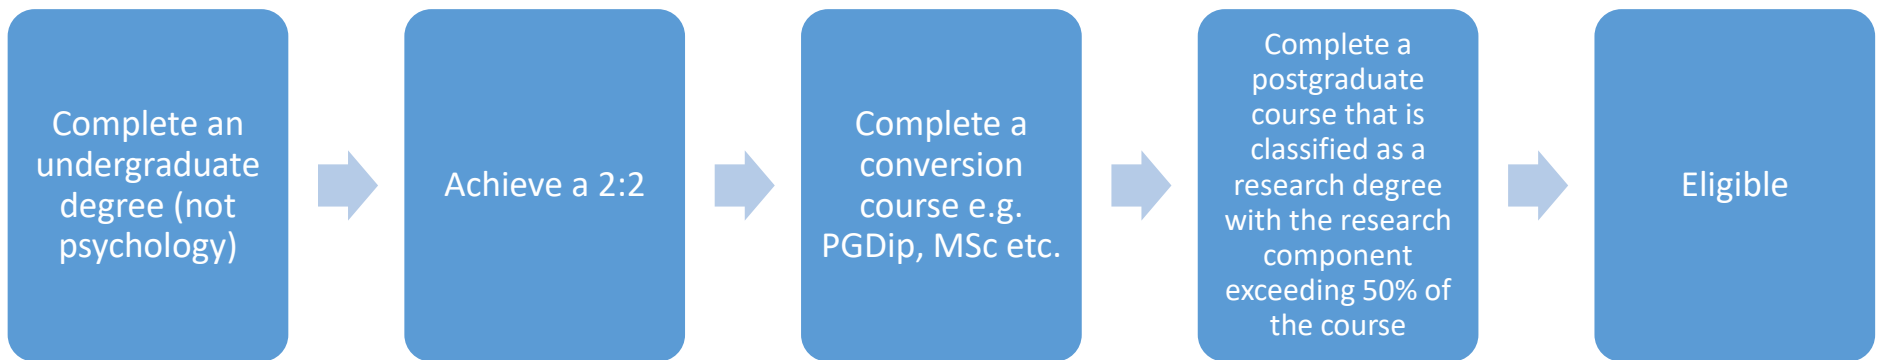 Complete an
undergraduate
degree (not
psychology)
Achieve a 2:2
Complete a
conversion
course e.g.
PGDip, MSc etc.
Complete a
postgraduate
course that is
classified as a
research degree
with the research
component
exceeding 50% of
the course
Eligible